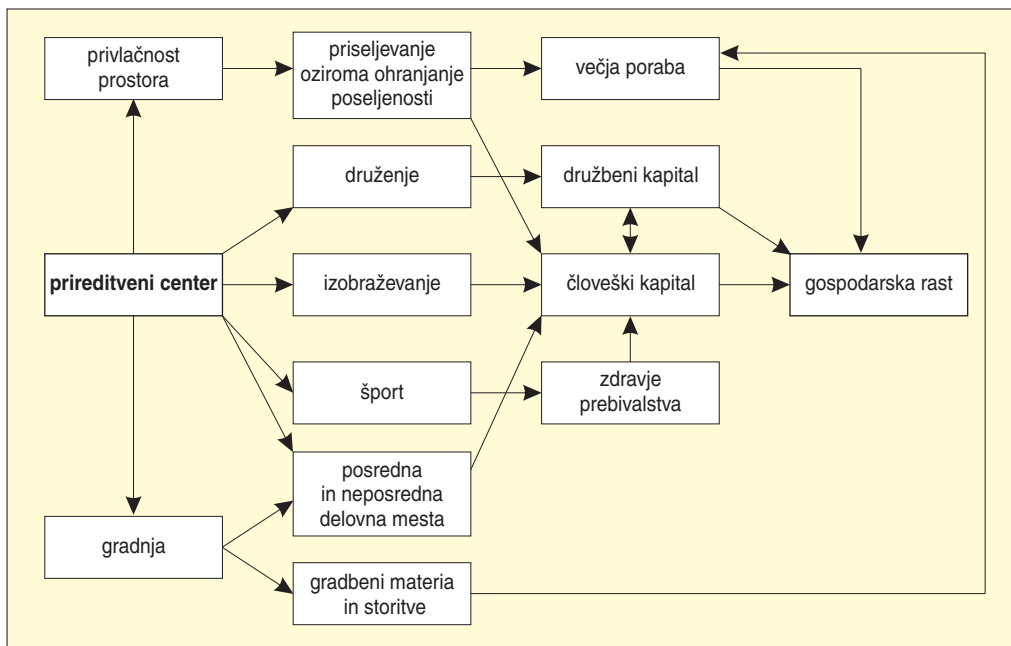 privlačnost
prostora
priseljevanje
oziroma ohranjanje
poseljenosti
večja poraba
druženje
družbeni kapital
prireditveni center
izobraževanje
človeški kapital
gospodarska rast
šport
zdravje
prebivalstva
posredna
in neposredna
delovna mesta
gradnja
gradbeni materia
in storitve